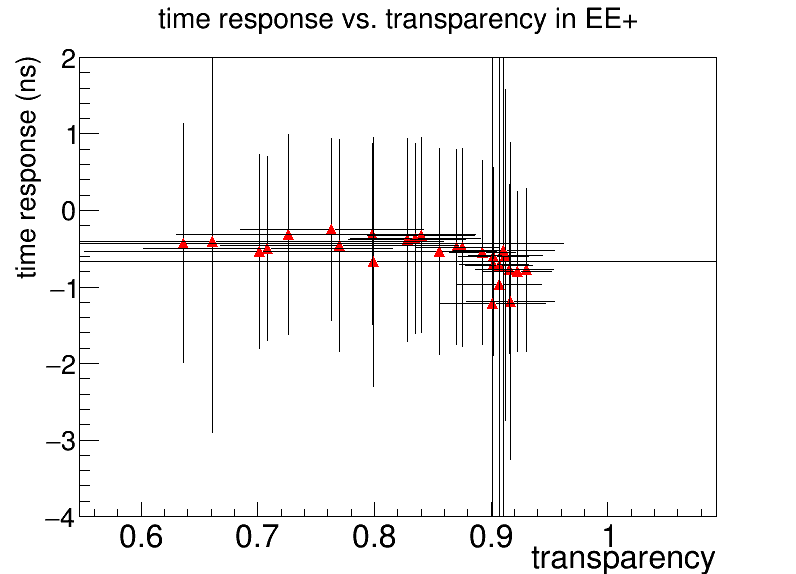 time response vs. transparency in EE+
time response (ns)
2
1
0
−1
−2
−3
−4
0.6 0.7 0.8 0.9 1
transparency